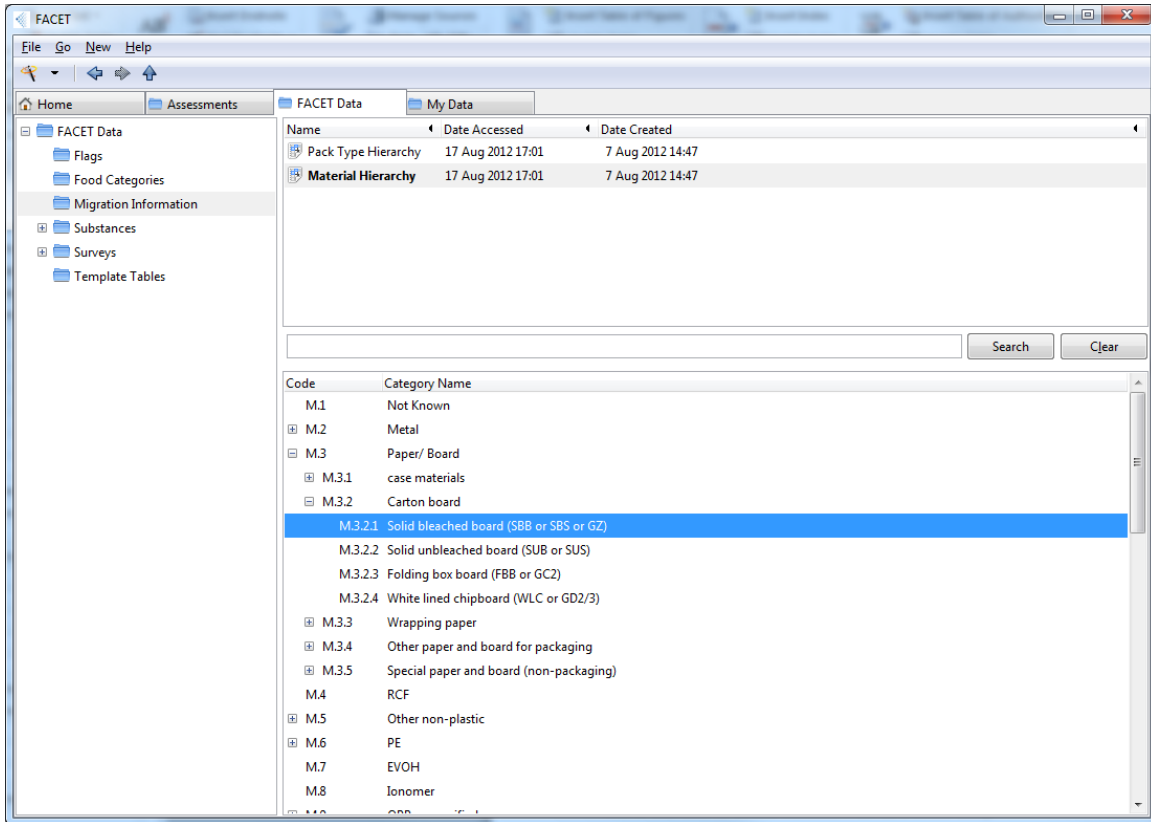 FACET
File Go New Help
Home Assessments FACET Data My Data
FACET Data
Flags
Food Categories
Migration Information
Substances
Surveys
Template Tables
Name Date Accessed Date Created
Pack Type Hierarchy 17 Aug 2012 17:01 7 Aug 2012 14:47
Material Hierarchy 17 Aug 2012 17:01 7 Aug 2012 14:47
Search Clear
Code Category Name
M.1 Not Known
M.2 Metal
M.3 Paper/ Board
M.3.1 case materials
M.3.2 Carton board
M.3.2.1 Solid bleached board (SBB or SBS or GZ)
M.3.2.2 Solid unbleached board (SUB or SUS)
M.3.2.3 Folding box board (FBB or GC2)
M.3.2.4 White lined chipboard (WLC or GD2/3)
M.3.3 Wrapping paper
M.3.4 Other paper and board for packaging
M.3.5 Special paper and board (non-packaging)
M.4 RCF
M.5 Other non-plastic
M.6 PE
M.7 EVOH
M.8 Ionomer